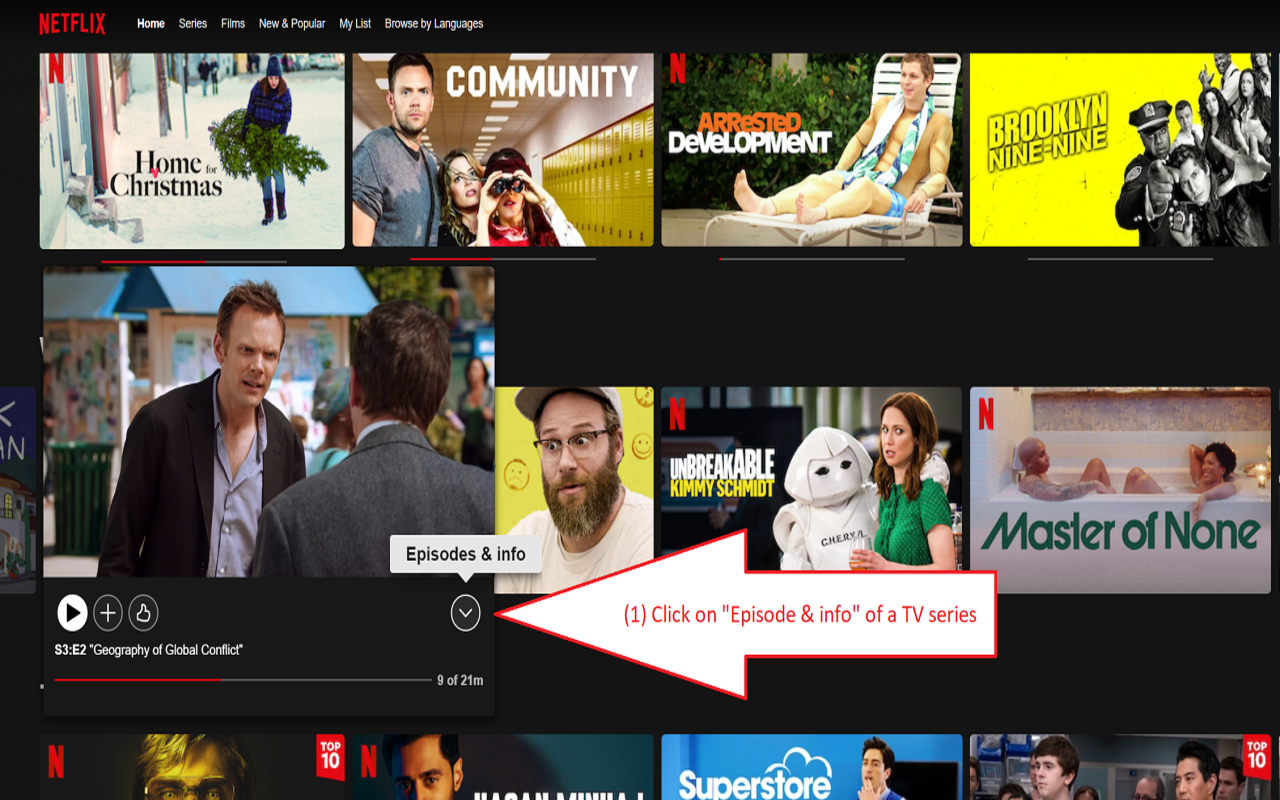 NETFLIX Home Series Films New & Popular My List Browse by Languages
N
Home for
Christmas
COMMUNITY
N
ARRESTED
DEVELOPMENT
BROOKLYN
NINE-NINE
N
UNBREAKABLE
KIMMY SCHMIDT
C.H.E.R.Y.
N
Master of None
Episodes & info
(1) Click on "Episode & info" of a TV series
S3:E2 "Geography of Global Conflict"
9 of 21m
N
TOP
10
N
HASAN MINHAJ
Superstore
TOP
10